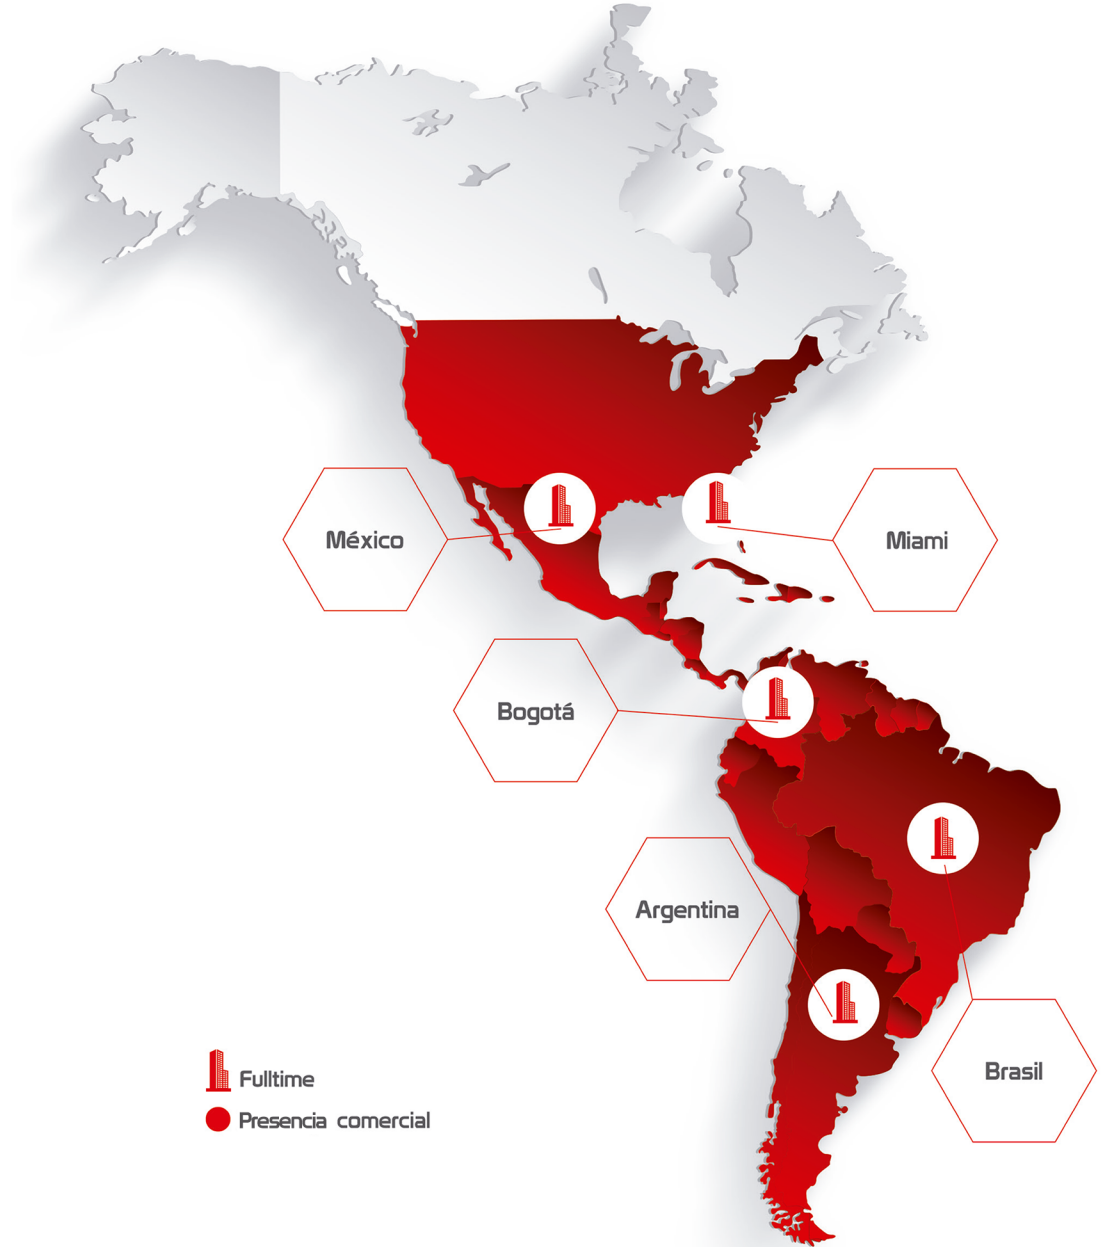 México
Miami
Bogotá
Argentina
Brasil
Fulltime
Presencia comercial